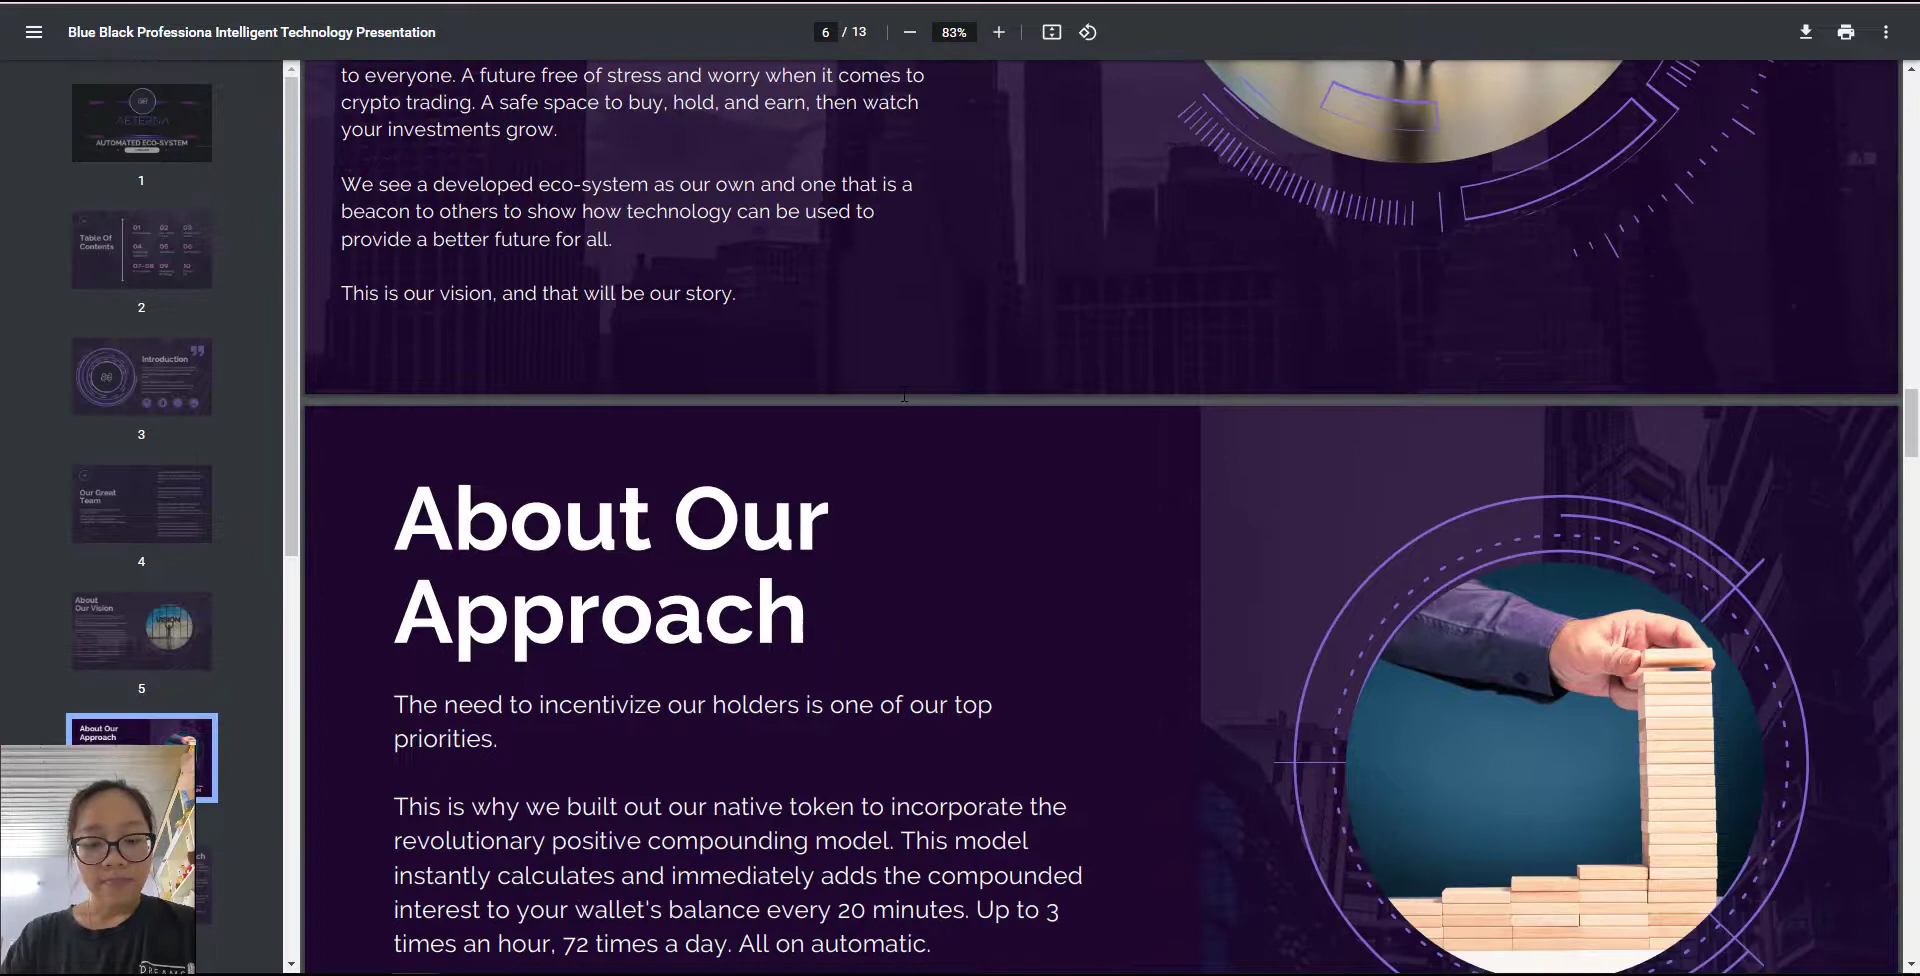 Blue Black Professiona Intelligent Technology Presentation
6 / 13
83%
AETERNA
AUTOMATED ECO-SYSTEM
1
Table Of
Contents
01 02 03
04 05 06
07-08 09 10
2
Introduction
3
Our Great
Team
4
About
Our Vision
VISION
5
About Our
Approach
to everyone. A future free of stress and worry when it comes to
crypto trading. A safe space to buy, hold, and earn, then watch
your investments grow.
We see a developed eco-system as our own and one that is a
beacon to others to show how technology can be used to
provide a better future for all.
This is our vision, and that will be our story.
About Our
Approach
The need to incentivize our holders is one of our top
priorities.
This is why we built out our native token to incorporate the
revolutionary positive compounding model. This model
instantly calculates and immediately adds the compounded
interest to your wallet's balance every 20 minutes. Up to 3
times an hour, 72 times a day. All on automatic.
DREAMS